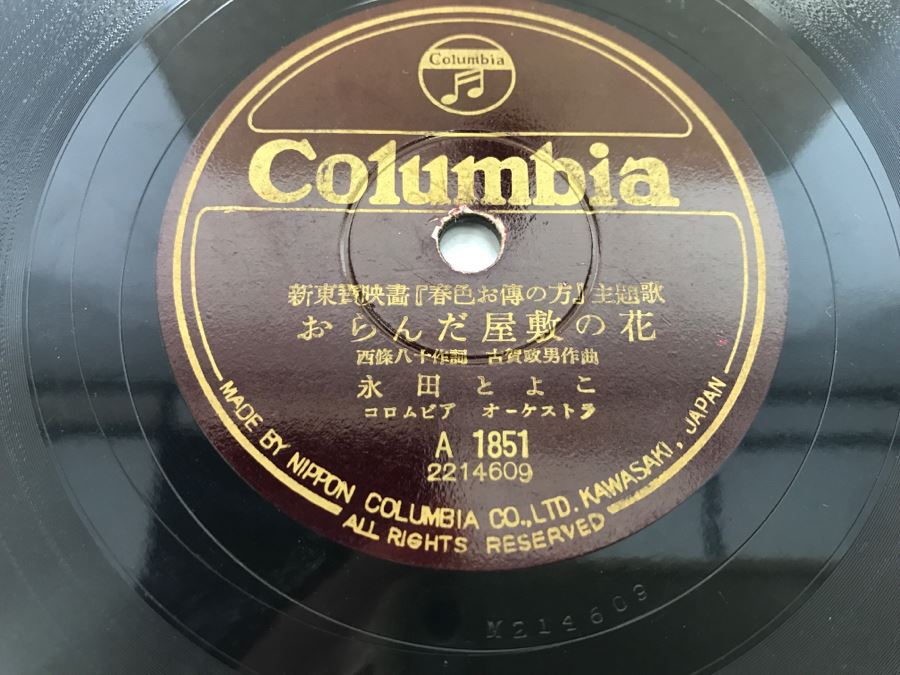 Columbia
Columbia
新東寶映畫『春色お傳の方』主題歌
おらんだ屋敷の花
西條八十作詞 古賀政男作曲
永田とよこ
コロムビア オーケストラ
A 1851
2214609
MADE BY NIPPON COLUMBIA CO., LTD. KAWASAKI, JAPAN
ALL RIGHTS RESERVED
M214609